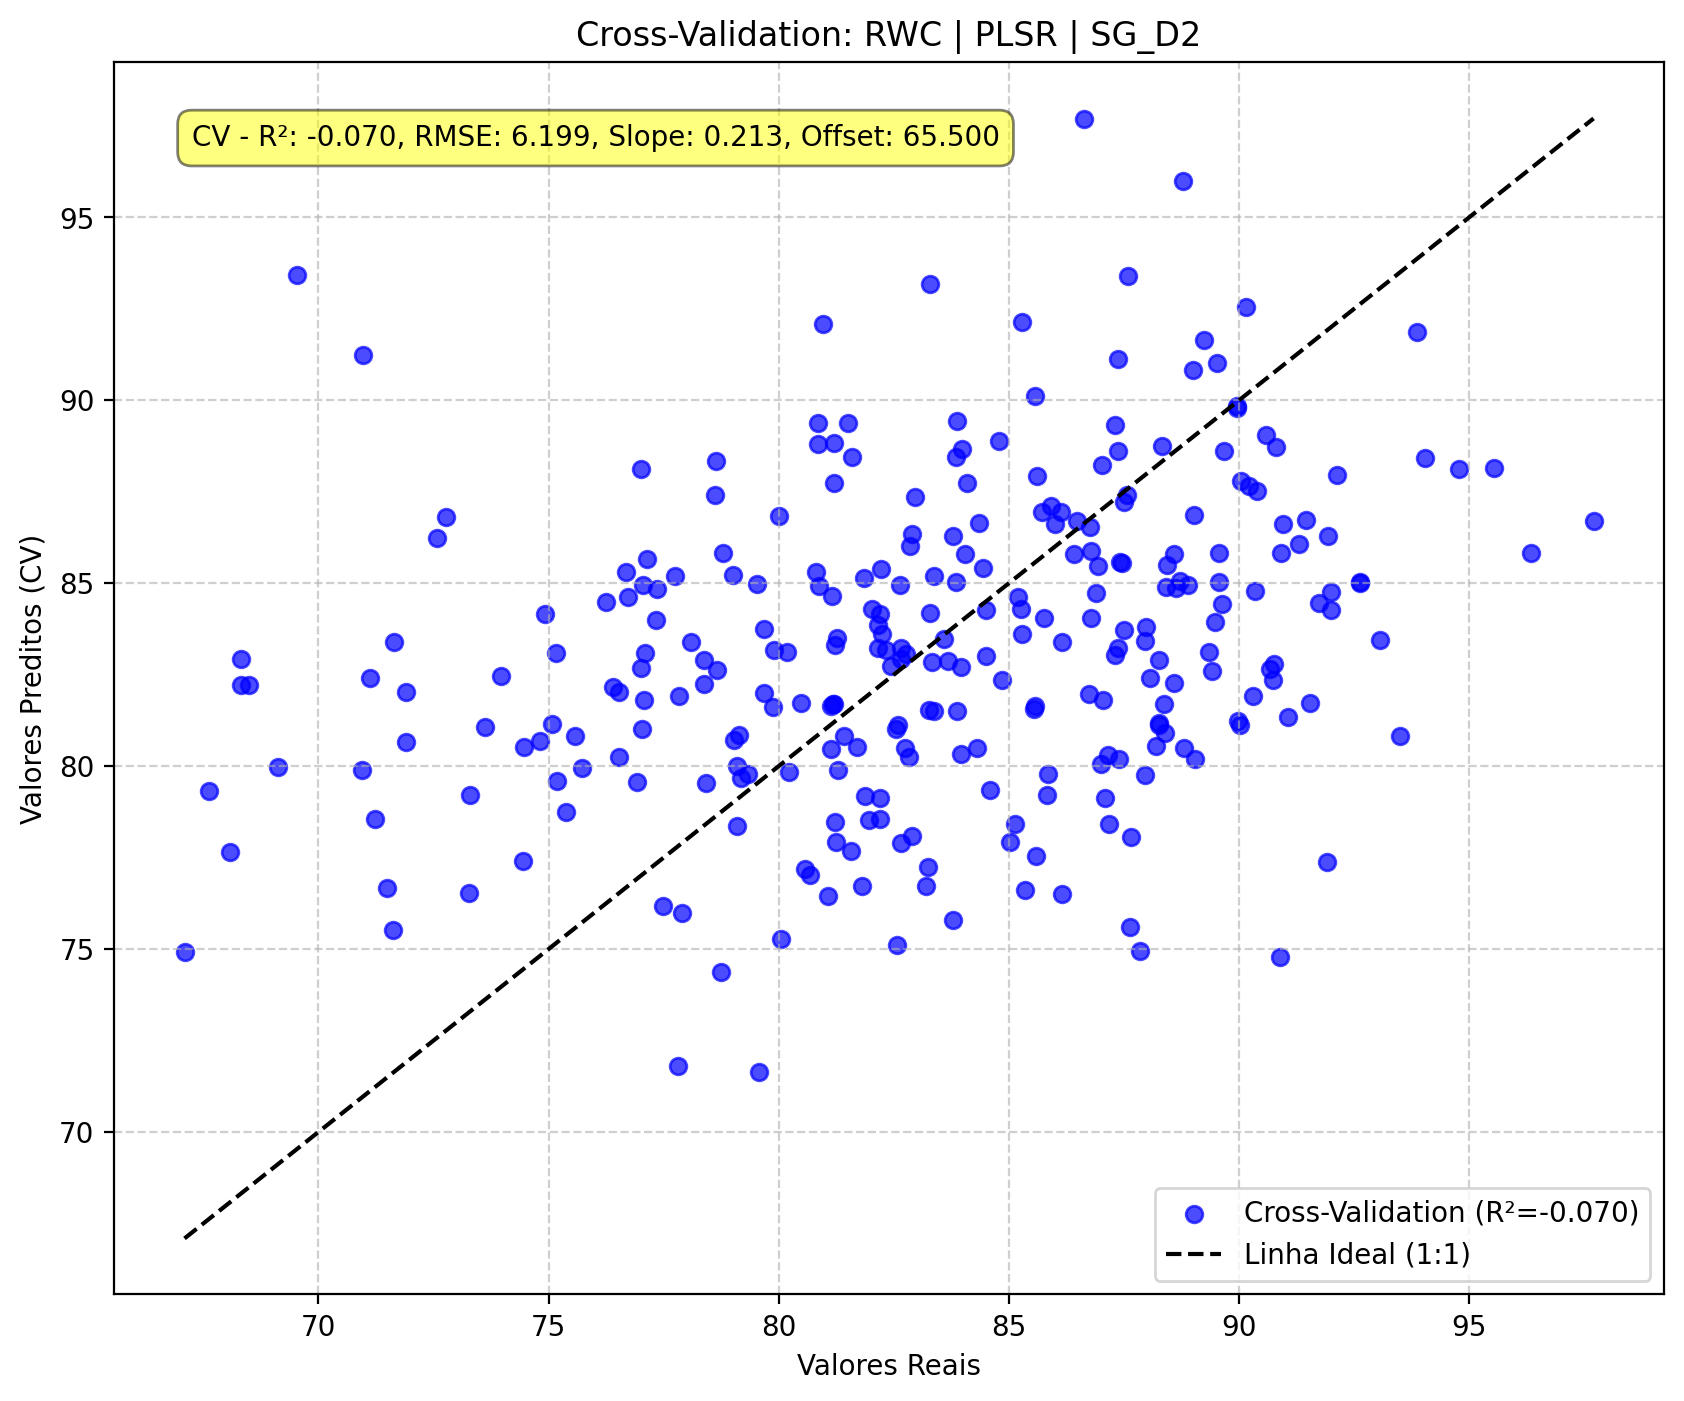 Cross-Validation: RWC | PLSR | SG_D2
CV - R²: -0.070, RMSE: 6.199, Slope: 0.213, Offset: 65.500
Valores Preditos (CV)
95
90
85
80
75
70
Cross-Validation (R²=-0.070)
Linha Ideal (1:1)
70 75 80 85 90 95
Valores Reais